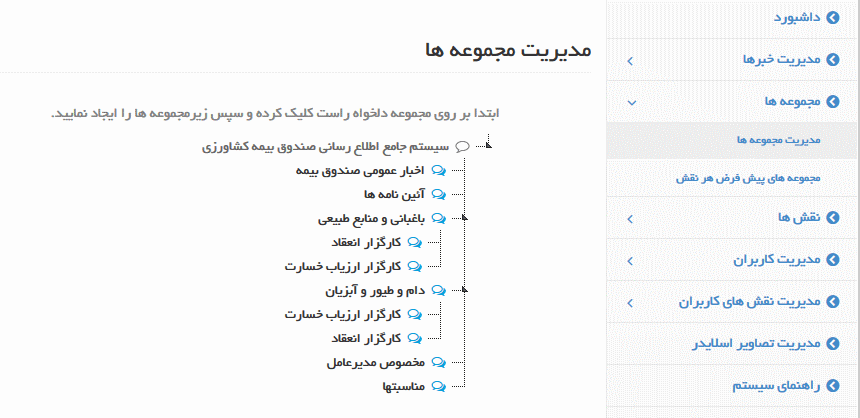 داشبورد
مدیریت خبرها
مجموعه ها
مدیریت مجموعه ها
مجموعه های پیش فرض هر نقش
نقش ها
مدیریت کاربران
مدیریت نقش های کاربران
مدیریت تصاویر اسلایدر
راهنمای سیستم
مدیریت مجموعه ها
ابتدا بر روی مجموعه دلخواه راست کلیک کرده و سپس زیرمجموعه ها را ایجاد نمایید.
سیستم جامع اطلاع رسانی صندوق بیمه کشاورزی
اخبار عمومی صندوق بیمه
آئین نامه ها
باغبانی و منابع طبیعی
کارگزار انعقاد
کارگزار ارزیاب خسارت
دام و طیور و آبزیان
کارگزار ارزیاب خسارت
کارگزار انعقاد
مخصوص مدیرعامل
مناسبتها